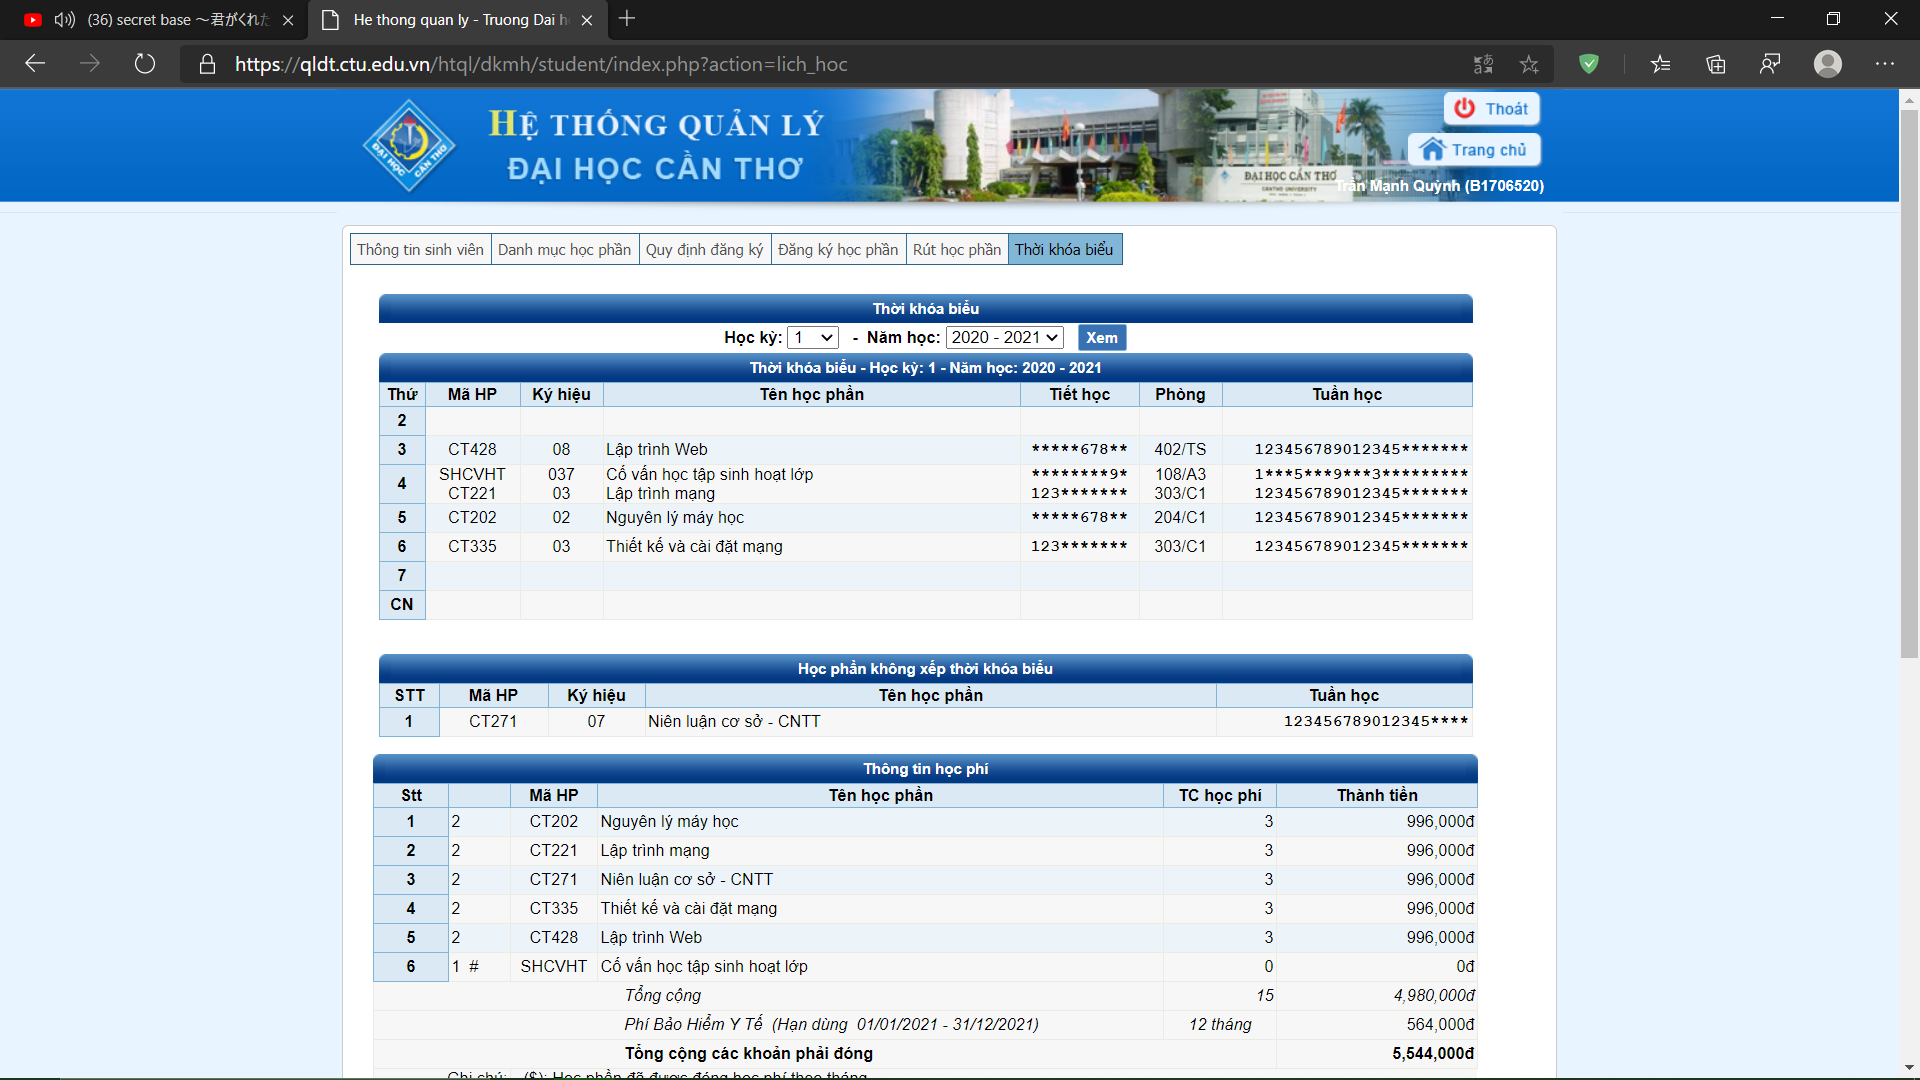 (36) secret base ～君がくれた
He thong quan ly - Truong Dai h
https://qldt.ctu.edu.vn/htql/dkmh/student/index.php?action=lich_hoc
HỆ THỐNG QUẢN LÝ
ĐẠI HỌC CẦN THƠ
ĐẠI HỌC CẦN THƠ
Thoát
Trang chủ
ĐẠI HỌC CẦN THƠ
Trần Mạnh Quỳnh (B1706520)
Thông tin sinh viên Danh mục học phần Quy định đăng ký Đăng ký học phần Rút học phần Thời khóa biểu
Thời khóa biểu
Học kỳ: 1 - Năm học: 2020 - 2021 Xem
Thời khóa biểu - Học kỳ: 1 - Năm học: 2020 - 2021
Thứ Mã HP Ký hiệu Tên học phần Tiết học Phòng Tuần học
2
3 CT428 08 Lập trình Web *****678** 402/TS 123456789012345*******
4 SHCVHT 037 Cố vấn học tập sinh hoạt lớp ********9* 108/A3 1***5***9***3*********
CT221 03 Lập trình mạng 123******* 303/C1 123456789012345*******
5 CT202 02 Nguyên lý máy học *****678** 204/C1 123456789012345*******
6 CT335 03 Thiết kế và cài đặt mạng 123******* 303/C1 123456789012345*******
7
CN
Học phần không xếp thời khóa biểu
STT Mã HP Ký hiệu Tên học phần Tuần học
1 CT271 07 Niên luận cơ sở - CNTT 123456789012345****
Thông tin học phí
Stt Mã HP Tên học phần TC học phí Thành tiền
1 2 CT202 Nguyên lý máy học 3 996,000đ
2 2 CT221 Lập trình mạng 3 996,000đ
3 2 CT271 Niên luận cơ sở - CNTT 3 996,000đ
4 2 CT335 Thiết kế và cài đặt mạng 3 996,000đ
5 2 CT428 Lập trình Web 3 996,000đ
6 1 # SHCVHT Cố vấn học tập sinh hoạt lớp 0 0đ
Tổng cộng 15 4,980,000đ
Phí Bảo Hiểm Y Tế (Hạn dùng 01/01/2021 - 31/12/2021) 12 tháng 564,000đ
Tổng cộng các khoản phải đóng 5,544,000đ
Ghi chú: ($): Học phần đã được đóng học phí theo tháng